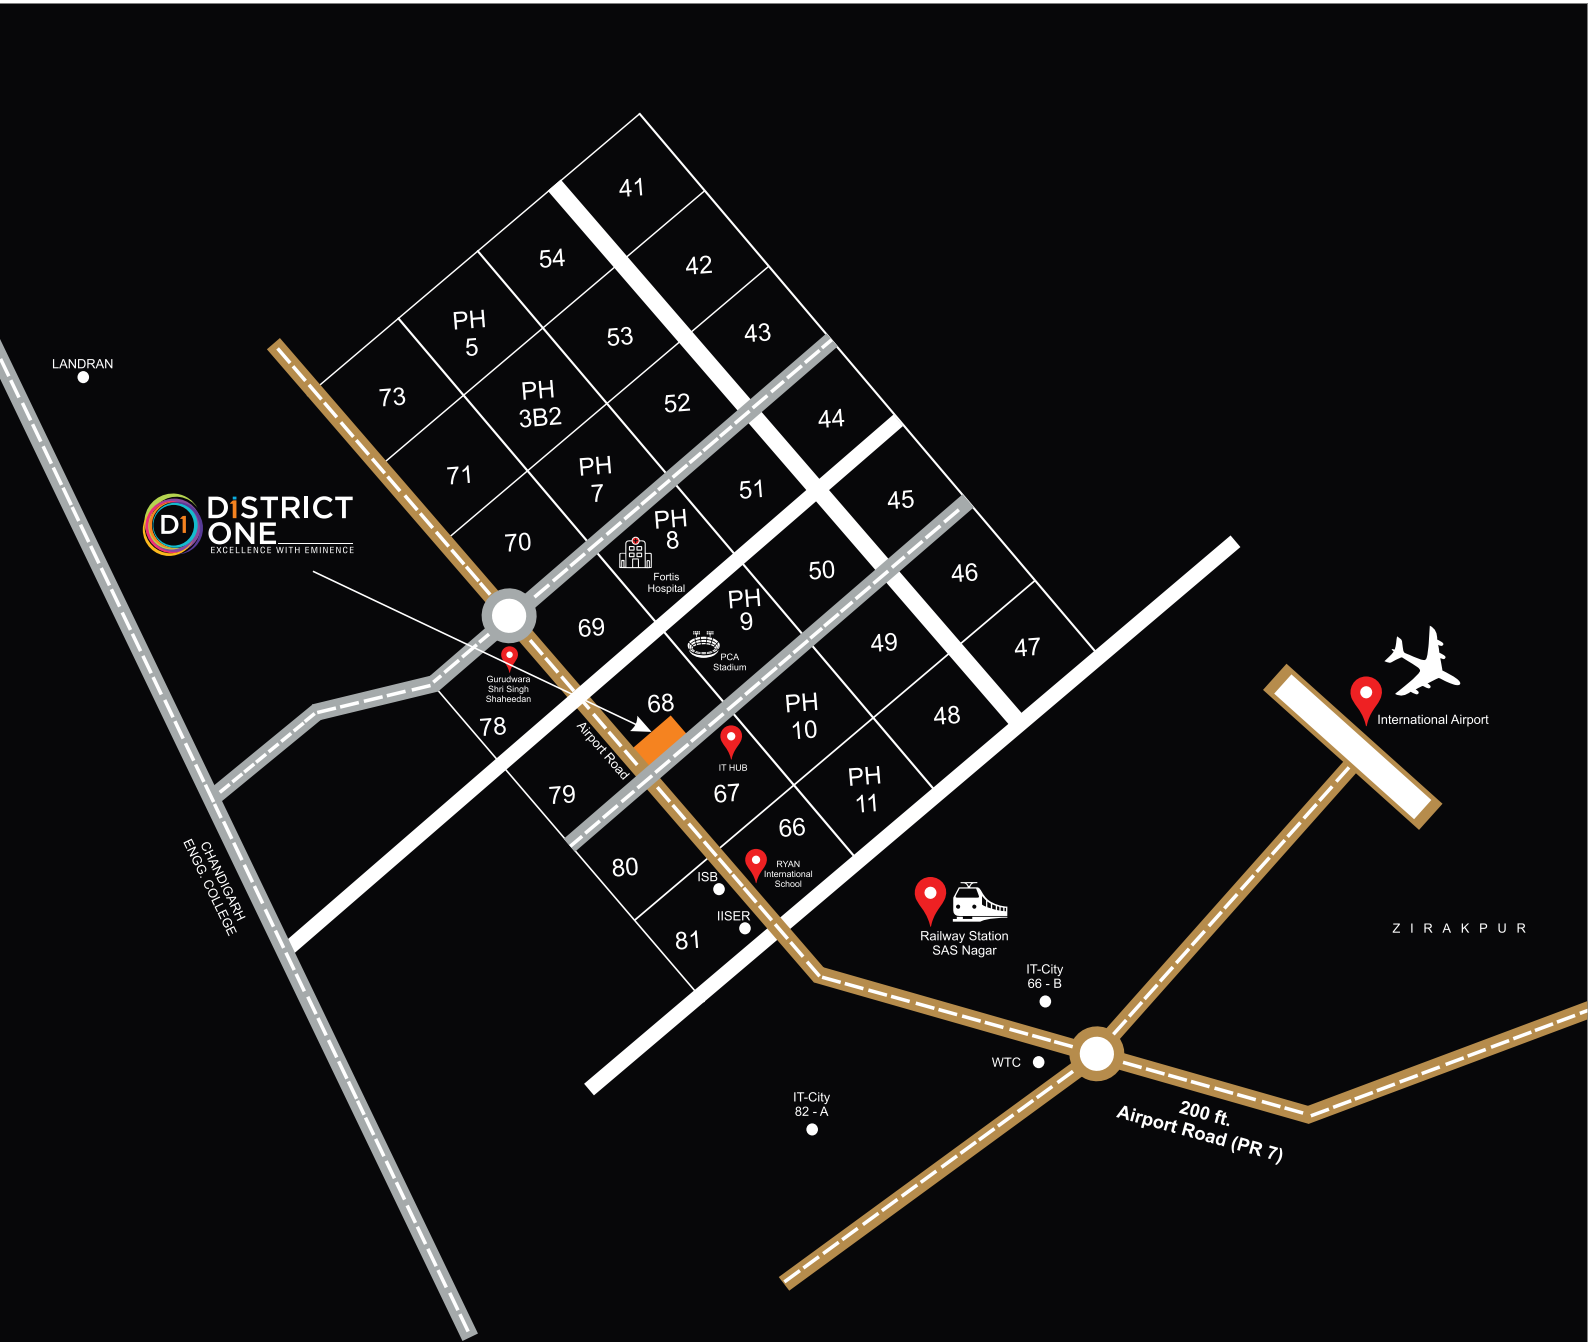 41
54
42
PH
5
53
43
73
PH
3B2
52
44
LANDRAN
71
PH
7
51
45
D1
DiSTRICT
ONE
EXCELLENCE WITH EMINENCE
70
PH
8
Fortis
Hospital
50
46
69
PH
9
PCA
Stadium
49
47
Gurudwara
Shri Singh
Shaheedan
78
68
Airport Road
PH
10
48
IT HUB
79
67
PH
11
International Airport
66
80
RYAN
International
School
ISB
IISER
81
CHANDIGARH
ENGG. COLLEGE
Railway Station
SAS Nagar
ZIRAKPUR
IT-City
66 - B
WTC
IT-City
82 - A
200 ft.
Airport Road (PR 7)